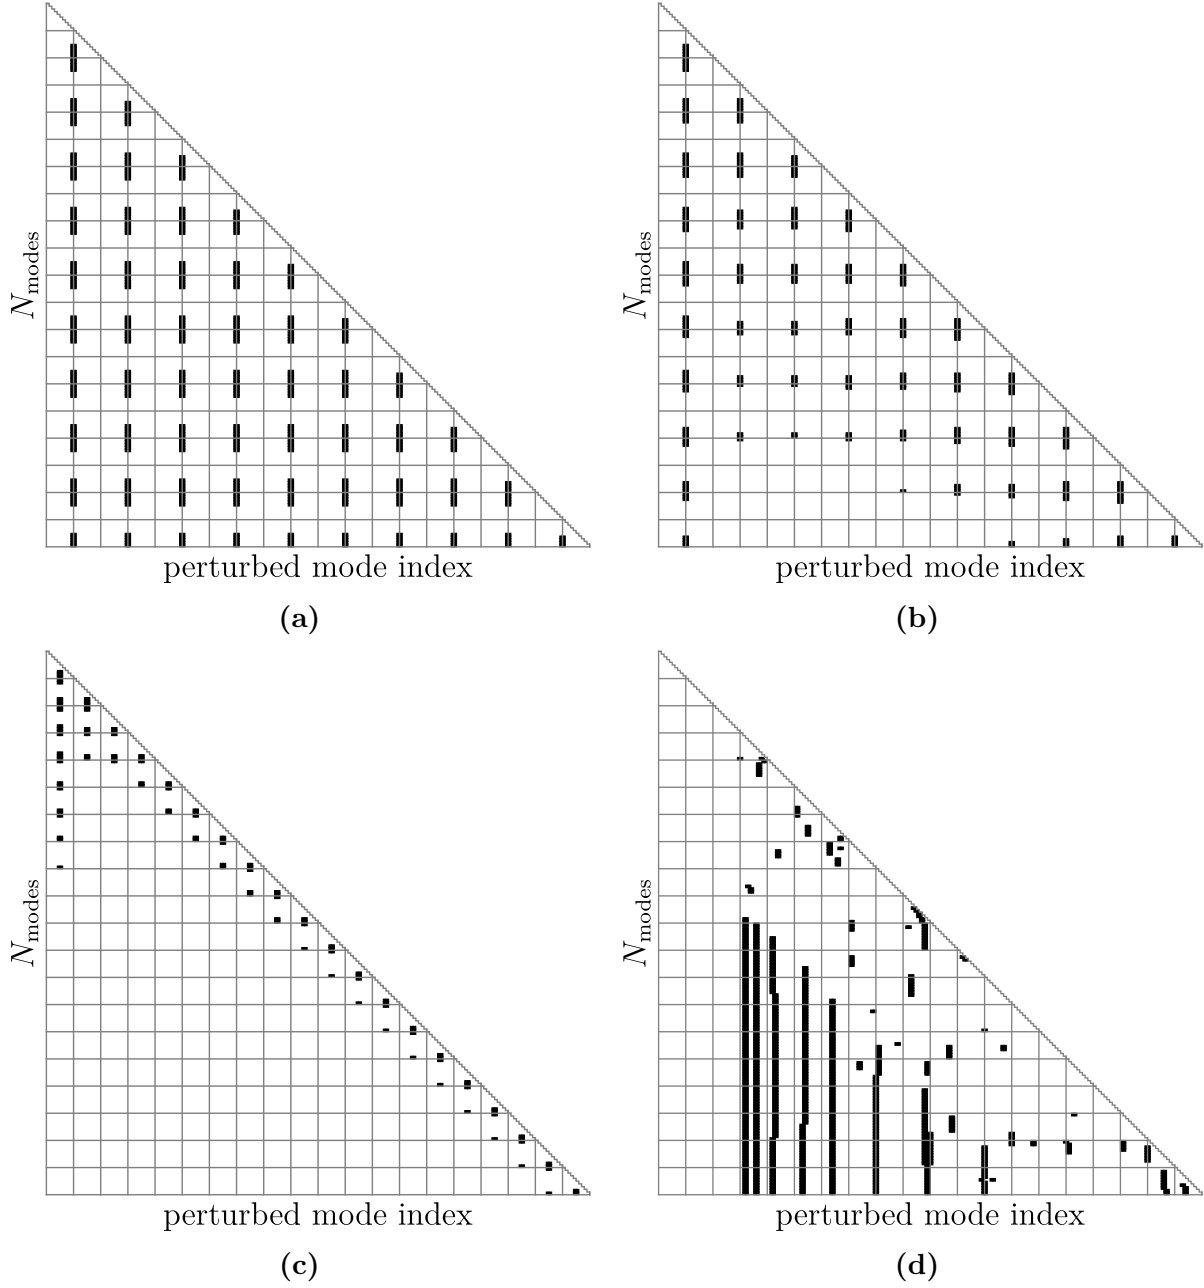 N_modes
N_modes
perturbed mode index
perturbed mode index
(a)
(b)
N_modes
N_modes
perturbed mode index
perturbed mode index
(c)
(d)